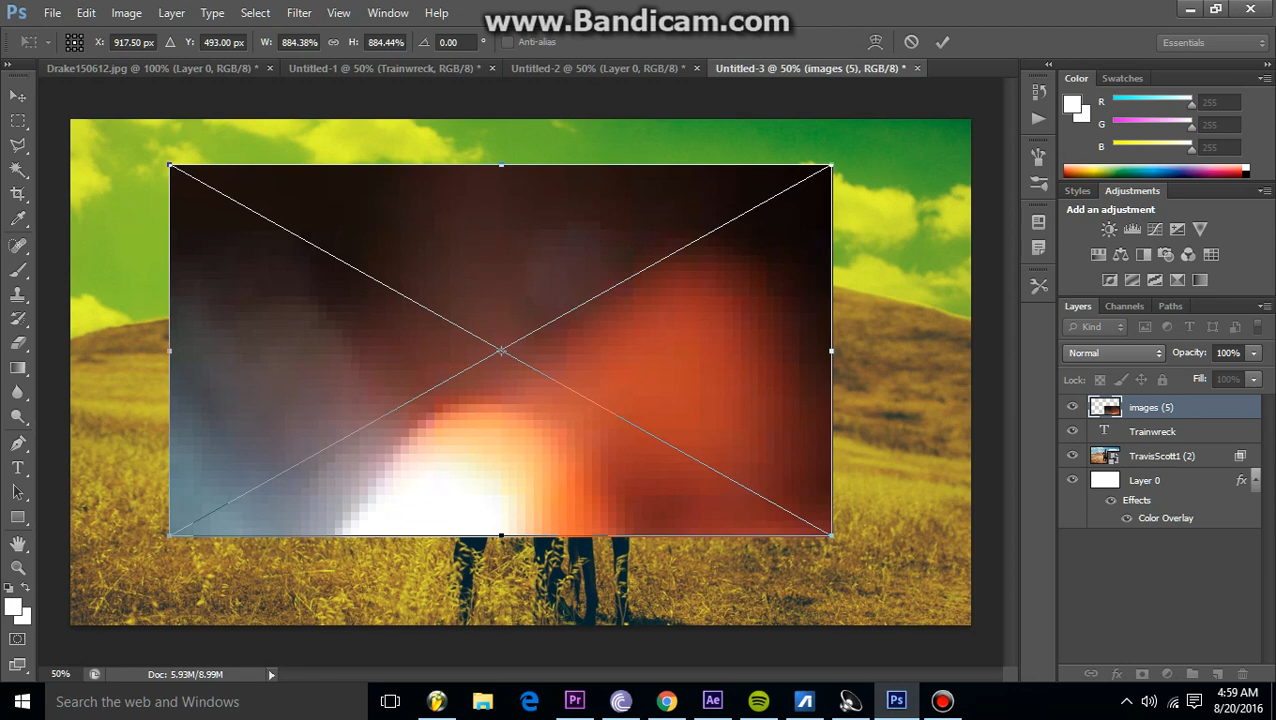 www.Bandicam.com
Ps File Edit Image Layer Type Select Filter View Window Help
X: 917.50 px Y: 493.00 px W: 884.38% H: 884.44% 0.00 ° Anti-alias Essentials
Drake150612.jpg @ 100% (Layer 0, RGB/8) * × Untitled-1 @ 50% (Trainwreck, RGB/8) * × Untitled-2 @ 50% (Layer 0, RGB/8) * × Untitled-3 @ 50% (images (5), RGB/8) * ×
Color Swatches
R 255
G 255
B 255
Styles Adjustments
Add an adjustment
Layers Channels Paths
Kind
Normal Opacity: 100%
Lock: Fill: 100%
images (5)
T Trainwreck
TravisScott1 (2)
Layer 0 fx
Effects
Color Overlay
50% Doc: 5.93M/8.99M
Search the web and Windows
Pr Ae Ps
4:59 AM
8/20/2016